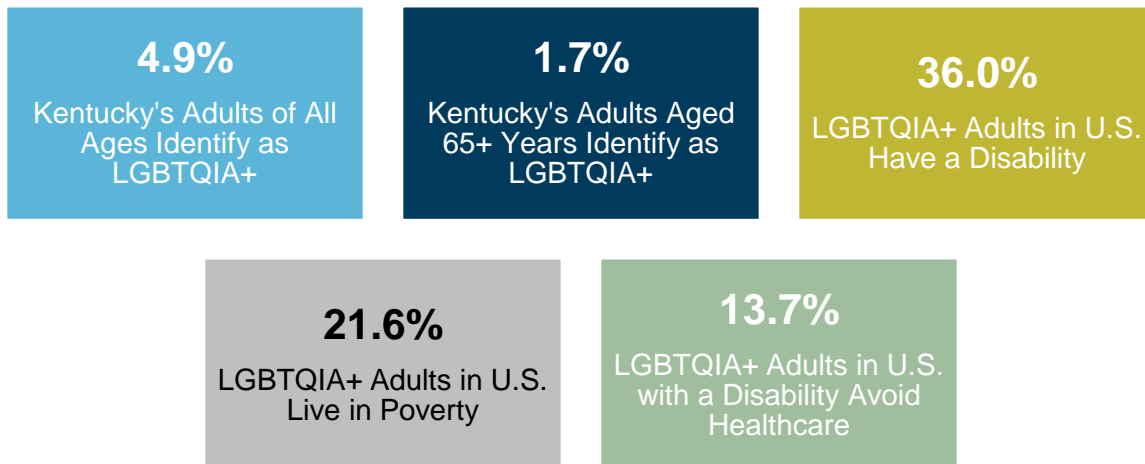 4.9%
Kentucky's Adults of All
Ages Identify as
LGBTQIA+
1.7%
Kentucky's Adults Aged
65+ Years Identify as
LGBTQIA+
36.0%
LGBTQIA+ Adults in U.S.
Have a Disability
21.6%
LGBTQIA+ Adults in U.S.
Live in Poverty
13.7%
LGBTQIA+ Adults in U.S.
with a Disability Avoid
Healthcare